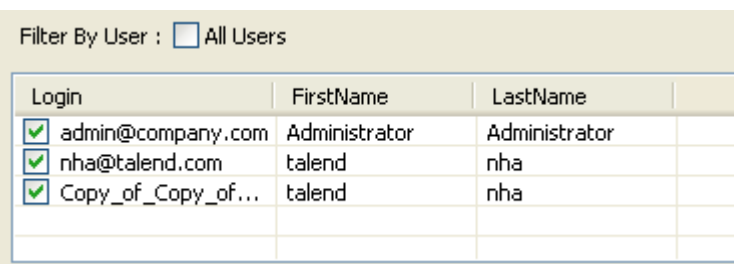 Filter By User : All Users
Login FirstName LastName
admin@company.com Administrator Administrator
nha@talend.com talend nha
Copy_of_Copy_of... talend nha